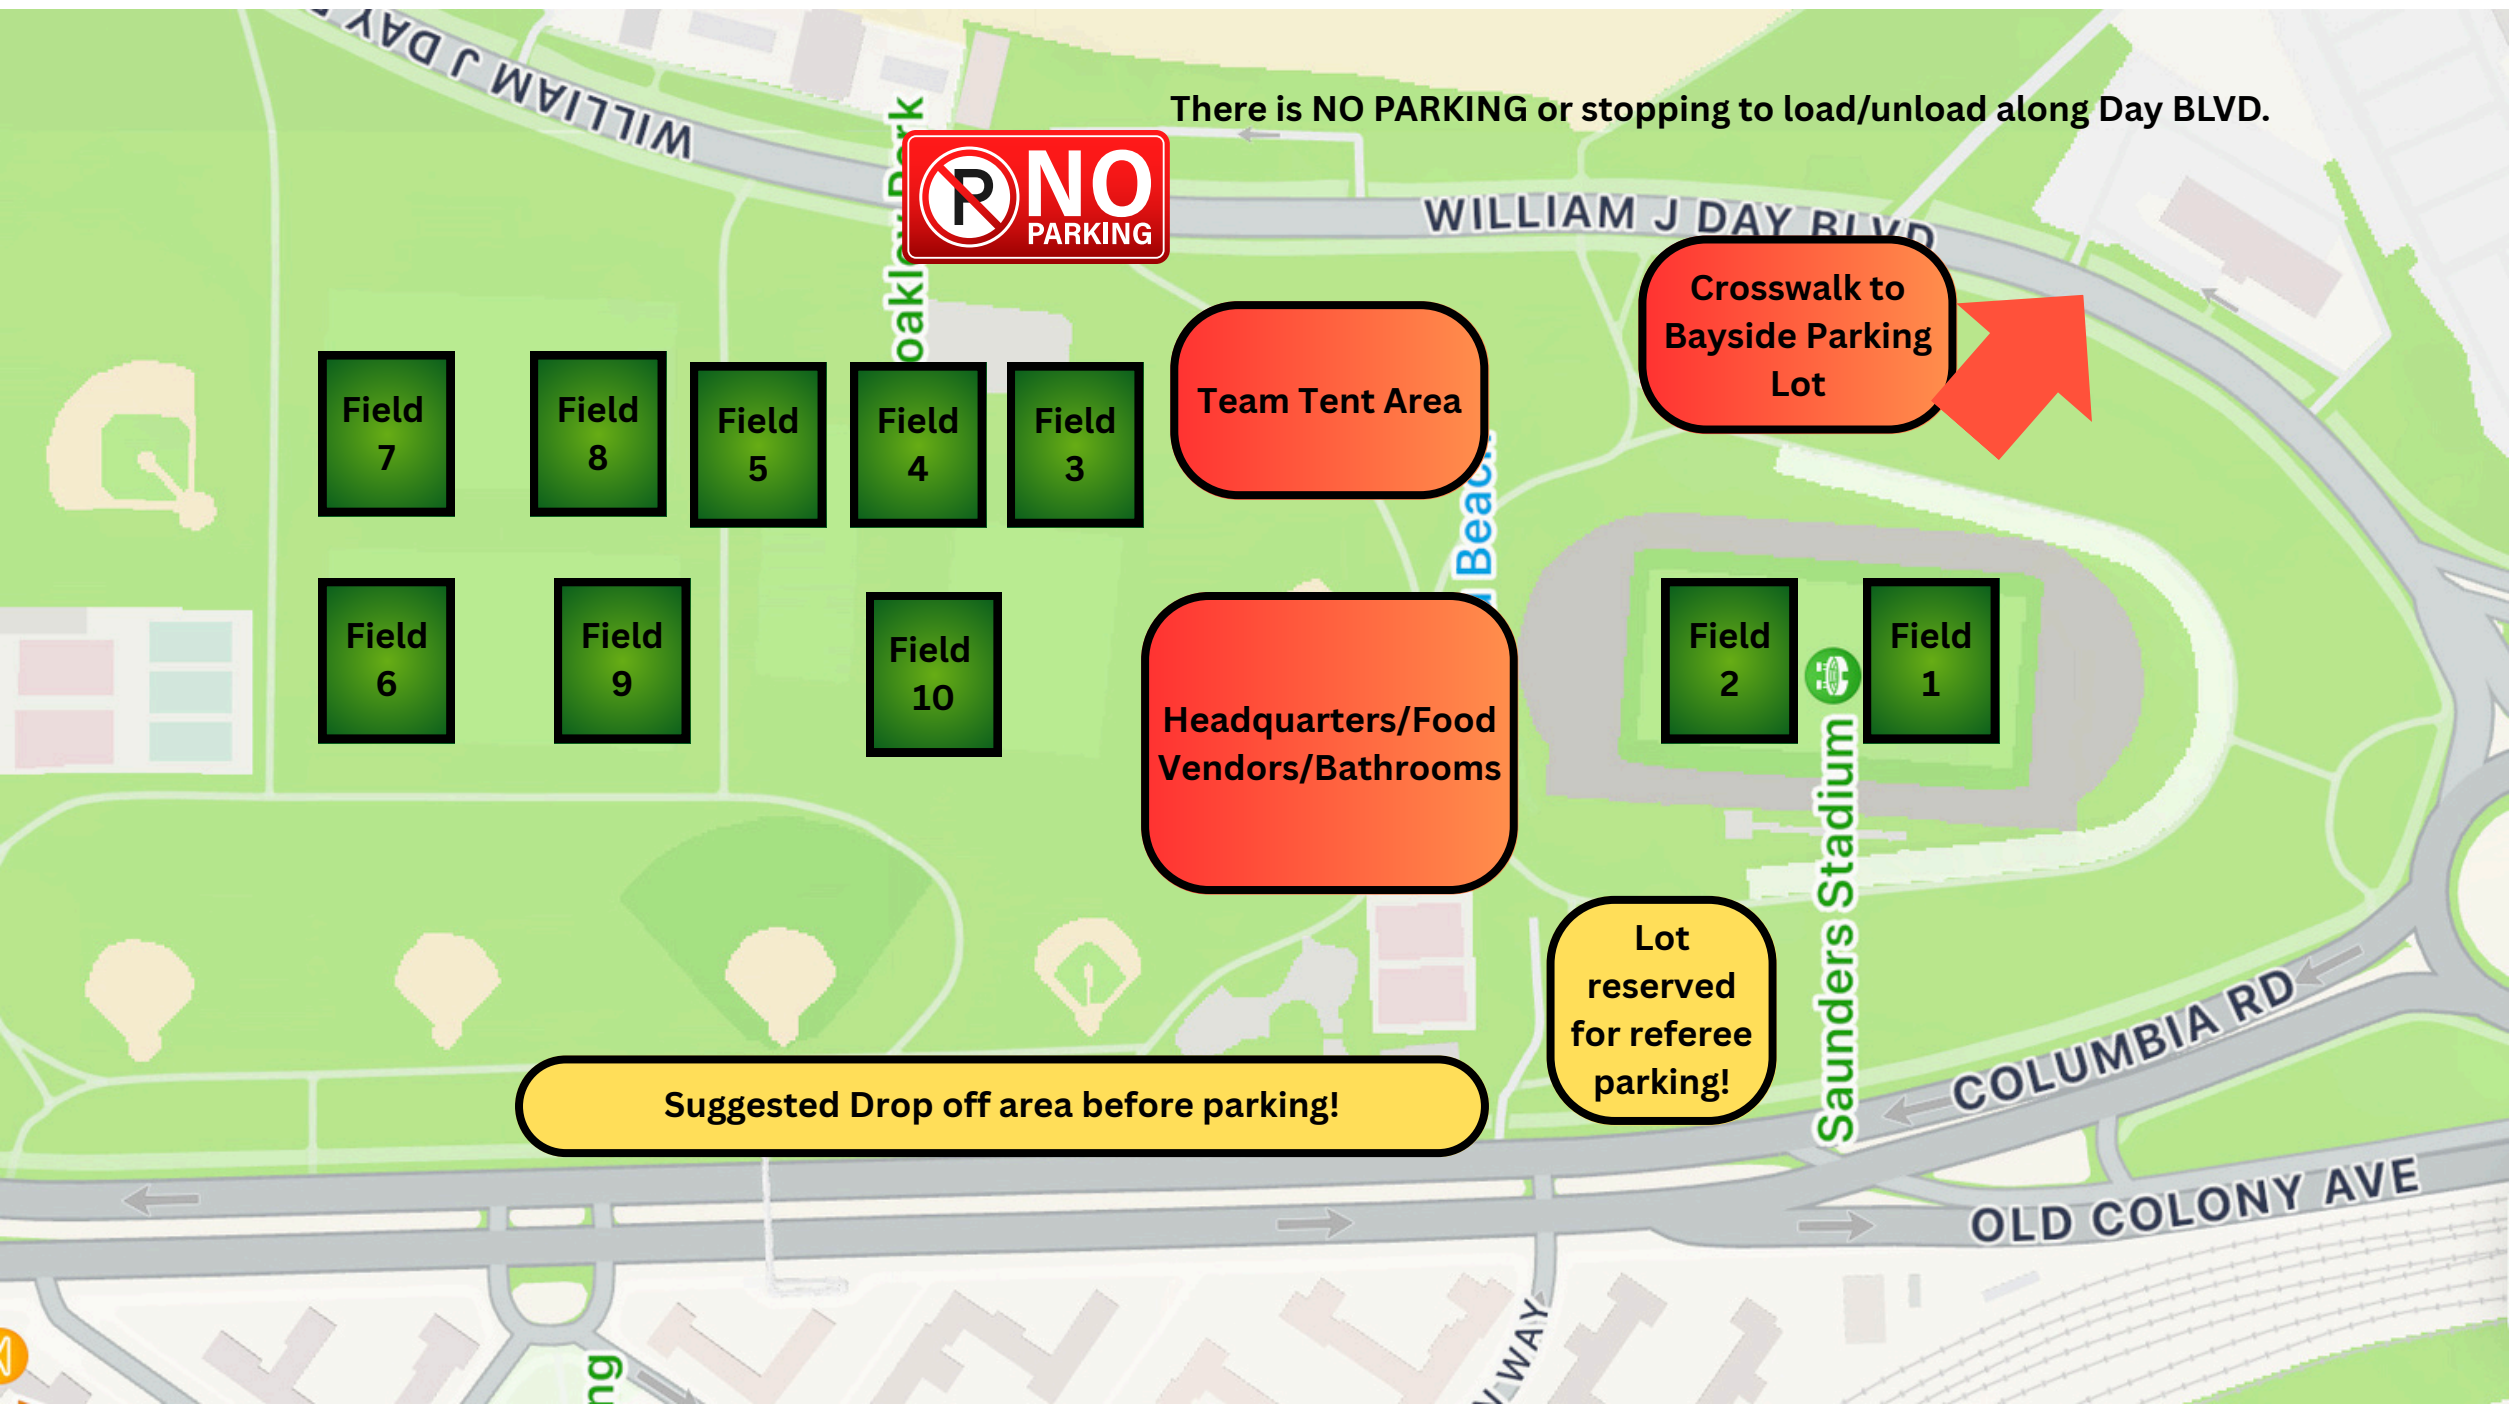 WILLIAM J DAY
There is NO PARKING or stopping to load/unload along Day BLVD.
P
NO
PARKING
WILLIAM J DAY BLVD
Crosswalk to
Bayside Parking
Lot
Team Tent Area
Field
7
Field
8
Field
5
Field
4
Field
3
Beach
Field
6
Field
9
Field
10
Headquarters/Food
Vendors/Bathrooms
Field
2
Field
1
Saunders Stadium
Lot
reserved
for referee
parking!
Suggested Drop off area before parking!
COLUMBIA RD
OLD COLONY AVE
WAY